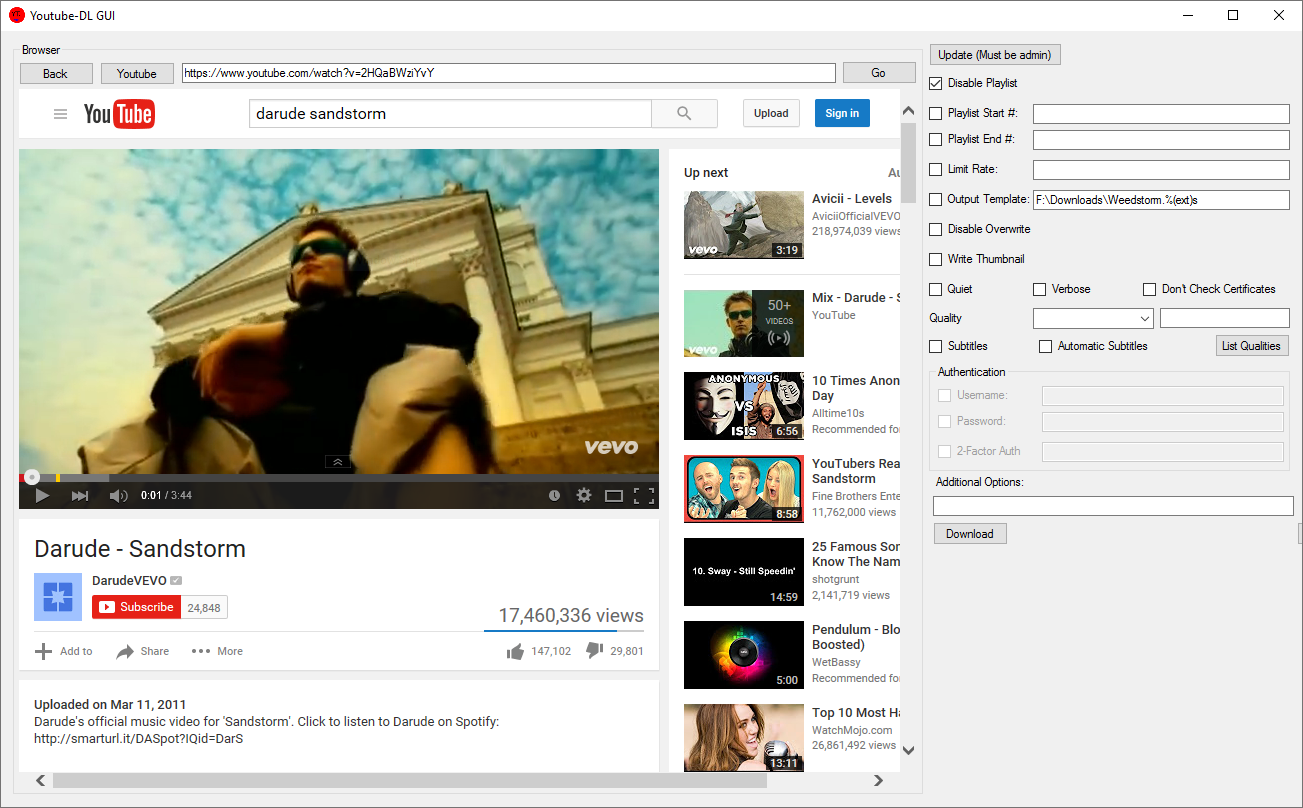 Youtube-DL GUI
Browser
Back
Youtube
https://www.youtube.com/watch?v=2HQaBWziYvY
Go
You Tube
darude sandstorm
Upload
Sign in
vevo
0:01 / 3:44
Darude - Sandstorm
DarudeVEVO
Subscribe
24,848
17,460,336 views
Add to
Share
More
147,102
29,801
Uploaded on Mar 11, 2011
Darude's official music video for 'Sandstorm'. Click to listen to Darude on Spotify:
http://smarturl.it/DASpot?IQid=DarS
Up next
Au
vevo
3:19
Avicii - Levels
AviciiOfficialVEVO
218,974,039 views
vevo
50+
VIDEOS
Mix - Darude - S
YouTube
ANONYMOUS
VS
ISIS
6:56
10 Times Anon
Day
Alltime10s
Recommended for
8:58
YouTubers Rea
Sandstorm
Fine Brothers Ente
11,762,000 views
10. Sway - Still Speedin'
14:59
25 Famous Son
Know The Nam
shotgrunt
2,141,719 views
5:00
Pendulum - Blo
Boosted)
WetBassy
Recommended for
13:11
Top 10 Most Ha
WatchMojo.com
26,861,492 views
Update (Must be admin)
Disable Playlist
Playlist Start #:
Playlist End #:
Limit Rate:
Output Template:
F:\Downloads\Weedstorm.%(ext)s
Disable Overwrite
Write Thumbnail
Quiet
Verbose
Don't Check Certificates
Quality
Subtitles
Automatic Subtitles
List Qualities
Authentication
Username:
Password:
2-Factor Auth
Additional Options:
Download